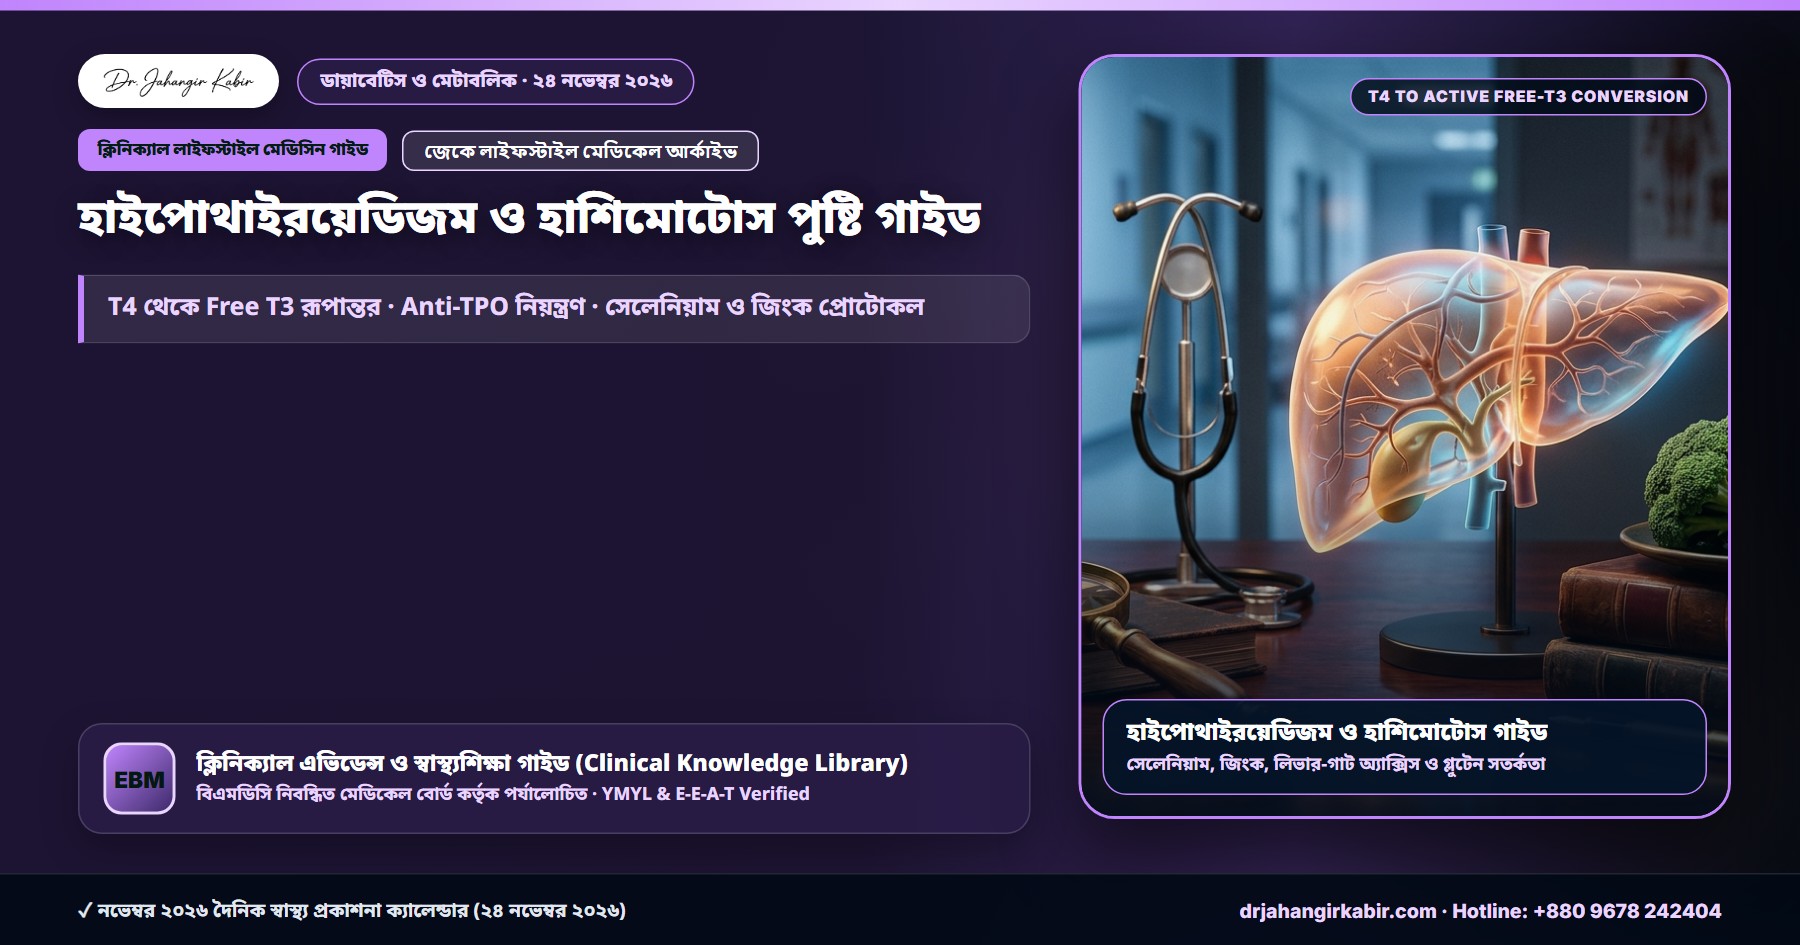 Dr. Jahangir Kabir
ডায়াবেটিস ও মেটাবলিক · ২৪ নভেম্বর ২০২৬
ক্লিনিক্যাল লাইফস্টাইল মেডিসিন গাইড
জেকে লাইফস্টাইল মেডিকেল আর্কাইভ
হাইপোথাইরয়েডিজম ও হাশিমোটোস পুষ্টি গাইড
T4 থেকে Free T3 রূপান্তর · Anti-TPO নিয়ন্ত্রণ · সেলেনিয়াম ও জিংক প্রোটোকল
EBM
ক্লিনিক্যাল এভিডেন্স ও স্বাস্থ্যশিক্ষা গাইড (Clinical Knowledge Library)
বিএমডিসি নিবন্ধিত মেডিকেল বোর্ড কর্তৃক পর্যালোচিত · YMYL & E-E-A-T Verified
T4 TO ACTIVE FREE-T3 CONVERSION
হাইপোথাইরয়েডিজম ও হাশিমোটোস গাইড
সেলেনিয়াম, জিংক, লিভার-গাট অ্যাক্সিস ও গ্লুটেন সতর্কতা
✓ নভেম্বর ২০২৬ দৈনিক স্বাস্থ্য প্রকাশনা ক্যালেন্ডার (২৪ নভেম্বর ২০২৬)
drjahangirkabir.com · Hotline: +880 9678 242404